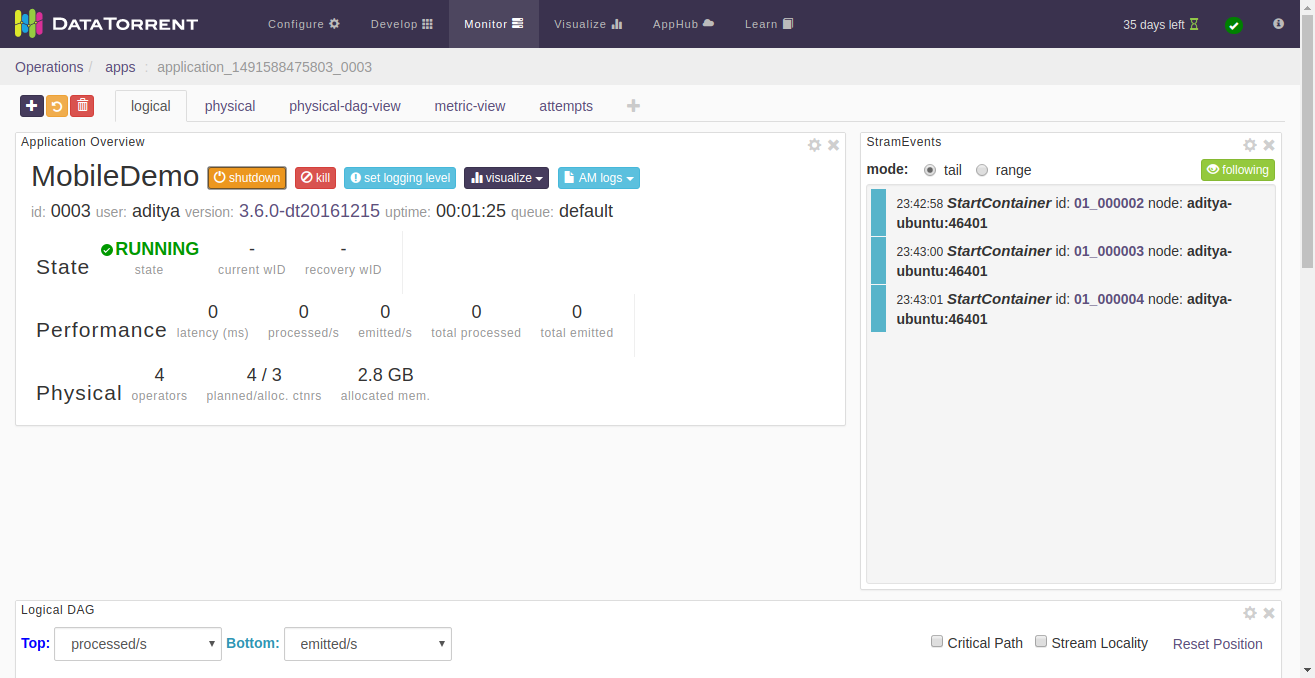 DATATORRENT Configure Develop Monitor Visualize AppHub Learn 35 days left
Operations / apps : application_1491588475803_0003
logical physical physical-dag-view metric-view attempts
Application Overview
MobileDemo shutdown kill set logging level visualize AM logs
id: 0003 user: aditya version: 3.6.0-dt20161215 uptime: 00:01:25 queue: default
State RUNNING - -
state current wID recovery wID
Performance 0 0 0 0 0
latency (ms) processed/s emitted/s total processed total emitted
Physical 4 4 / 3 2.8 GB
operators planned/alloc. ctnrs allocated mem.
StramEvents
mode: tail range following
23:42:58 StartContainer id: 01_000002 node: aditya-
ubuntu:46401
23:43:00 StartContainer id: 01_000003 node: aditya-
ubuntu:46401
23:43:01 StartContainer id: 01_000004 node: aditya-
ubuntu:46401
Logical DAG
Top: processed/s Bottom: emitted/s Critical Path Stream Locality Reset Position